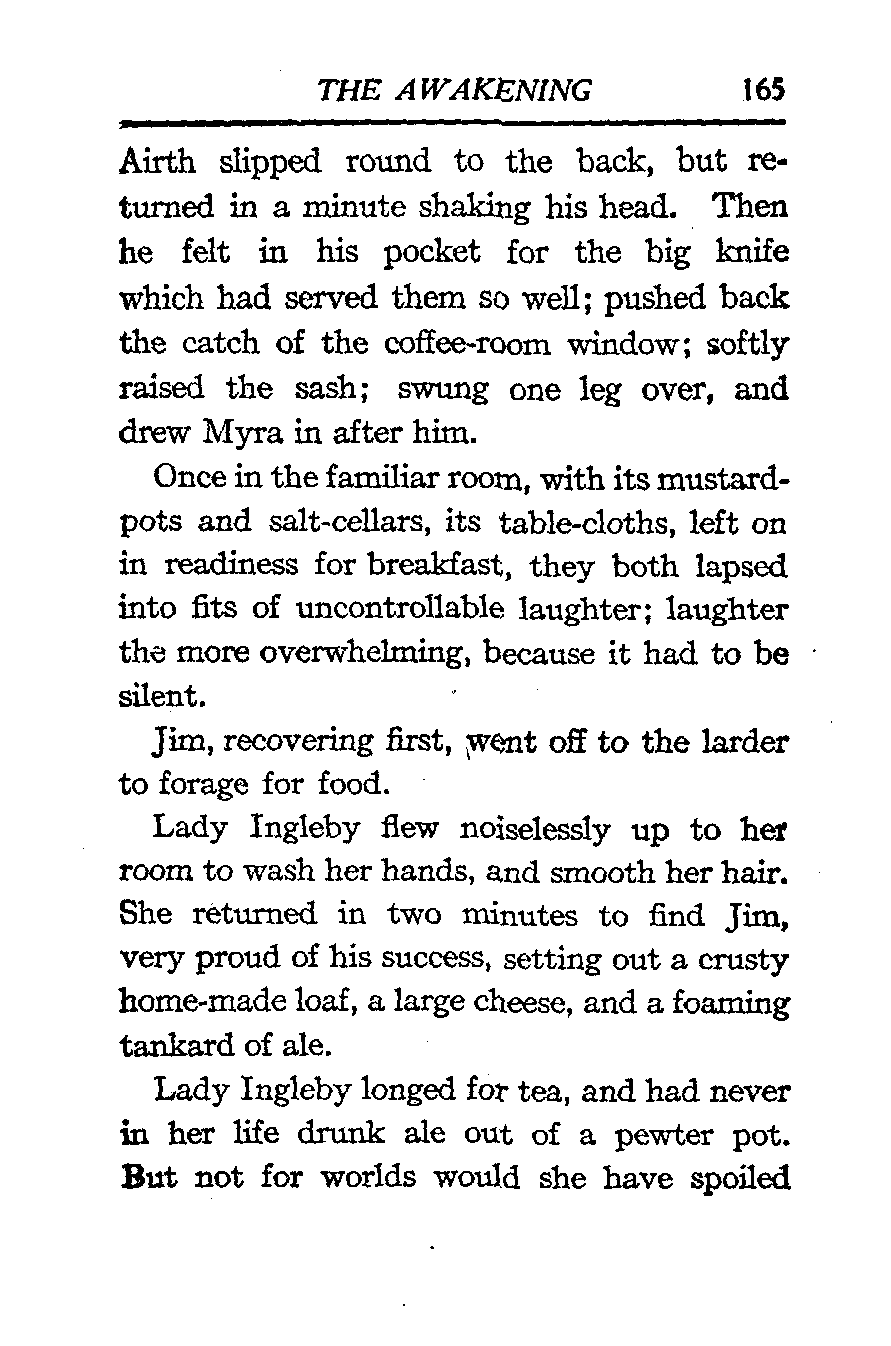 THE AWAKENING 165
Airth slipped round to the back, but re-
turned in a minute shaking his head. Then
he felt in his pocket for the big knife
which had served them so well; pushed back
the catch of the coffee-room window; softly
raised the sash; swung one leg over, and
drew Myra in after him.
Once in the familiar room, with its mustard-
pots and salt-cellars, its table-cloths, left on
in readiness for breakfast, they both lapsed
into fits of uncontrollable laughter; laughter
the more overwhelming, because it had to be
silent.
Jim, recovering first, went off to the larder
to forage for food.
Lady Ingleby flew noiselessly up to her
room to wash her hands, and smooth her hair.
She returned in two minutes to find Jim,
very proud of his success, setting out a crusty
home-made loaf, a large cheese, and a foaming
tankard of ale.
Lady Ingleby longed for tea, and had never
in her life drunk ale out of a pewter pot.
But not for worlds would she have spoiled